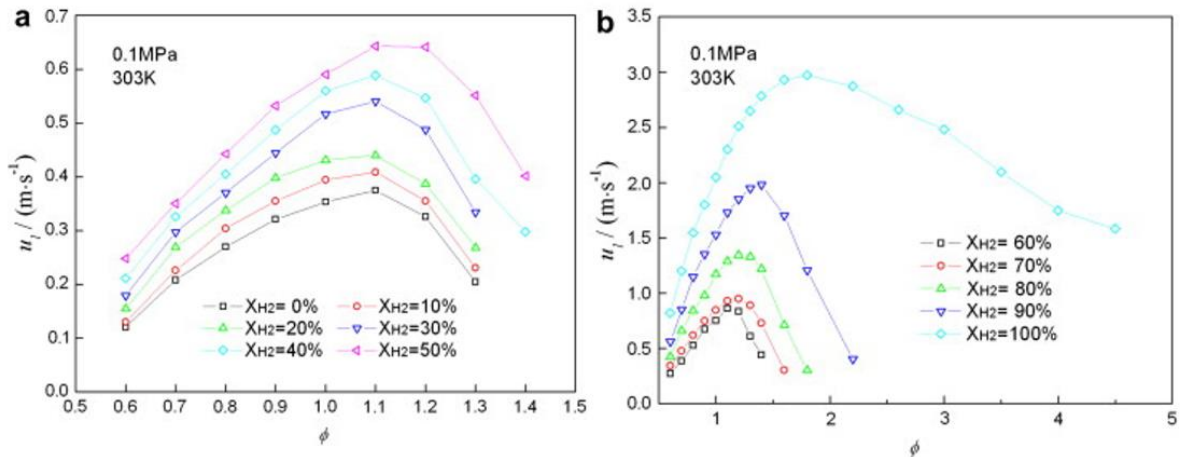 a
0.1MPa
303K
u_l / (m·s⁻¹)
0.7
0.6
0.5
0.4
0.3
0.2
0.1
0.0
XH2= 0% XH2=10%
XH2=20% XH2=30%
XH2=40% XH2=50%
0.5 0.6 0.7 0.8 0.9 1.0 1.1 1.2 1.3 1.4 1.5
ϕ
b
0.1MPa
303K
u_l / (m·s⁻¹)
3.5
3.0
2.5
2.0
1.5
1.0
0.5
0.0
XH2= 60%
XH2= 70%
XH2= 80%
XH2= 90%
XH2= 100%
1 2 3 4 5
ϕ